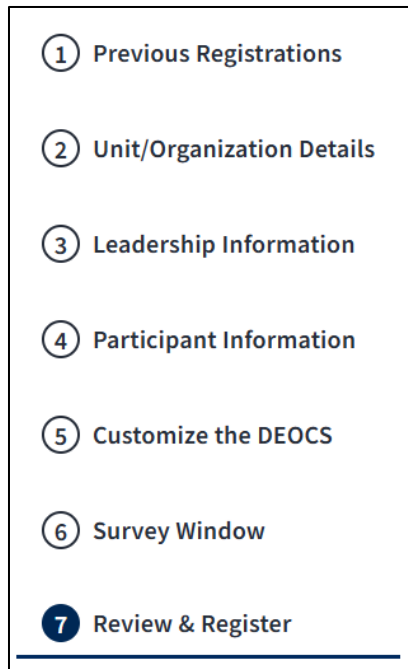 1 Previous Registrations
2 Unit/Organization Details
3 Leadership Information
4 Participant Information
5 Customize the DEOCS
6 Survey Window
7 Review & Register